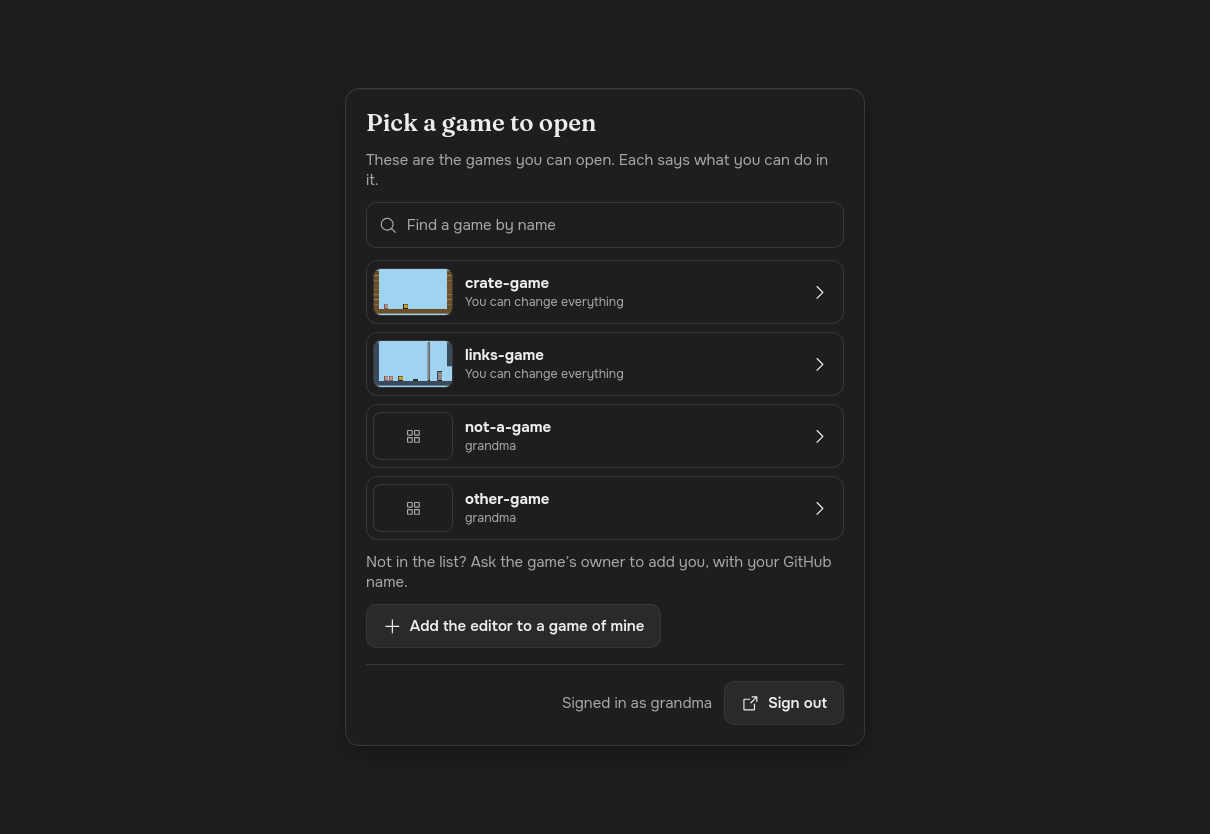 Pick a game to open
These are the games you can open. Each says what you can do in
it.
Find a game by name
crate-game
You can change everything
links-game
You can change everything
not-a-game
grandma
other-game
grandma
Not in the list? Ask the game’s owner to add you, with your GitHub
name.
Add the editor to a game of mine
Signed in as grandma
Sign out